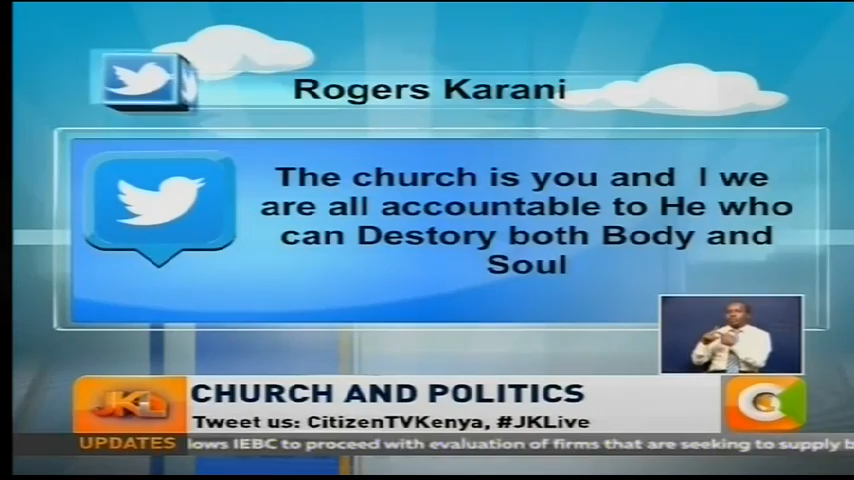 Rogers Karani
The church is you and I we
are all accountable to He who
can Destory both Body and
Soul
JKL
CHURCH AND POLITICS
Tweet us: CitizenTVKenya, #JKLive
UPDATES lows IEBC to proceed with evaluation of firms that are seeking to supply b